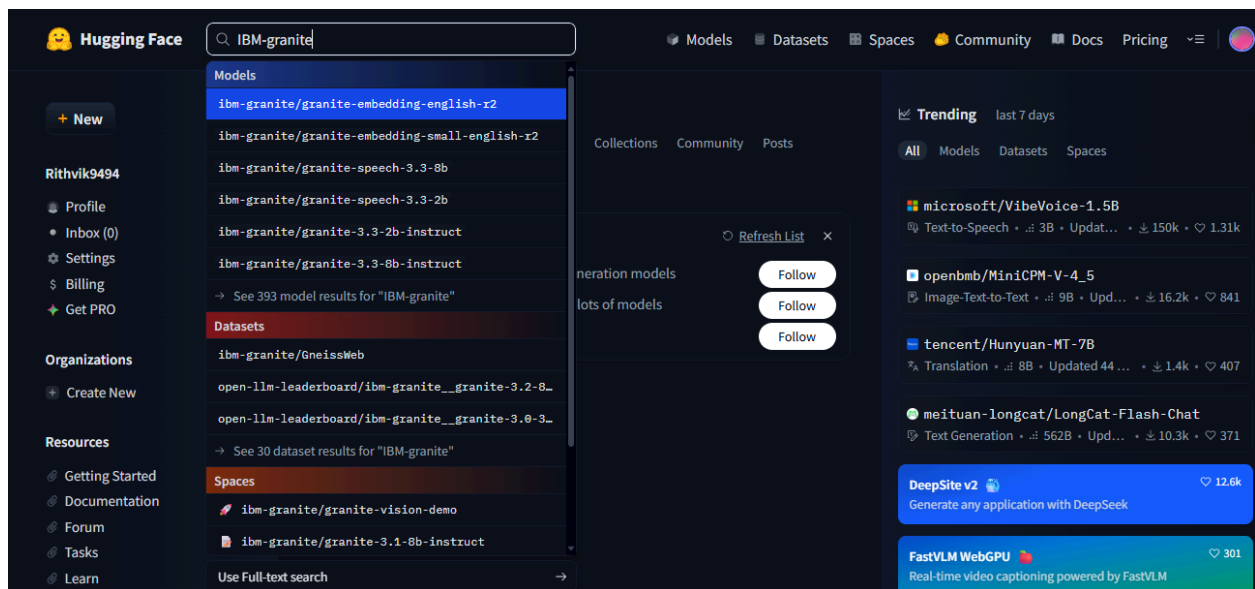 Hugging Face
IBM-granite
Models
Datasets
Spaces
Community
Docs
Pricing
+ New
Rithvik9494
Profile
Inbox (0)
Settings
$ Billing
Get PRO
Organizations
+ Create New
Resources
Getting Started
Documentation
Forum
Tasks
Learn
Models
ibm-granite/granite-embedding-english-r2
ibm-granite/granite-embedding-small-english-r2
ibm-granite/granite-speech-3.3-8b
ibm-granite/granite-speech-3.3-2b
ibm-granite/granite-3.3-2b-instruct
ibm-granite/granite-3.3-8b-instruct
→ See 393 model results for "IBM-granite"
Datasets
ibm-granite/GneissWeb
open-llm-leaderboard/ibm-granite__granite-3.2-8…
open-llm-leaderboard/ibm-granite__granite-3.0-3…
→ See 30 dataset results for "IBM-granite"
Spaces
ibm-granite/granite-vision-demo
ibm-granite/granite-3.1-8b-instruct
Use Full-text search →
Collections
Community
Posts
Refresh List ×
neration models
Follow
lots of models
Follow
Follow
Trending last 7 days
All Models Datasets Spaces
microsoft/VibeVoice-1.5B
Text-to-Speech • 3B • Updat… • 150k • 1.31k
openbmb/MiniCPM-V-4_5
Image-Text-to-Text • 9B • Upd… • 16.2k • 841
tencent/Hunyuan-MT-7B
Translation • 8B • Updated 44 … • 1.4k • 407
meituan-longcat/LongCat-Flash-Chat
Text Generation • 562B • Upd… • 10.3k • 371
DeepSite v2 12.6k
Generate any application with DeepSeek
FastVLM WebGPU 301
Real-time video captioning powered by FastVLM